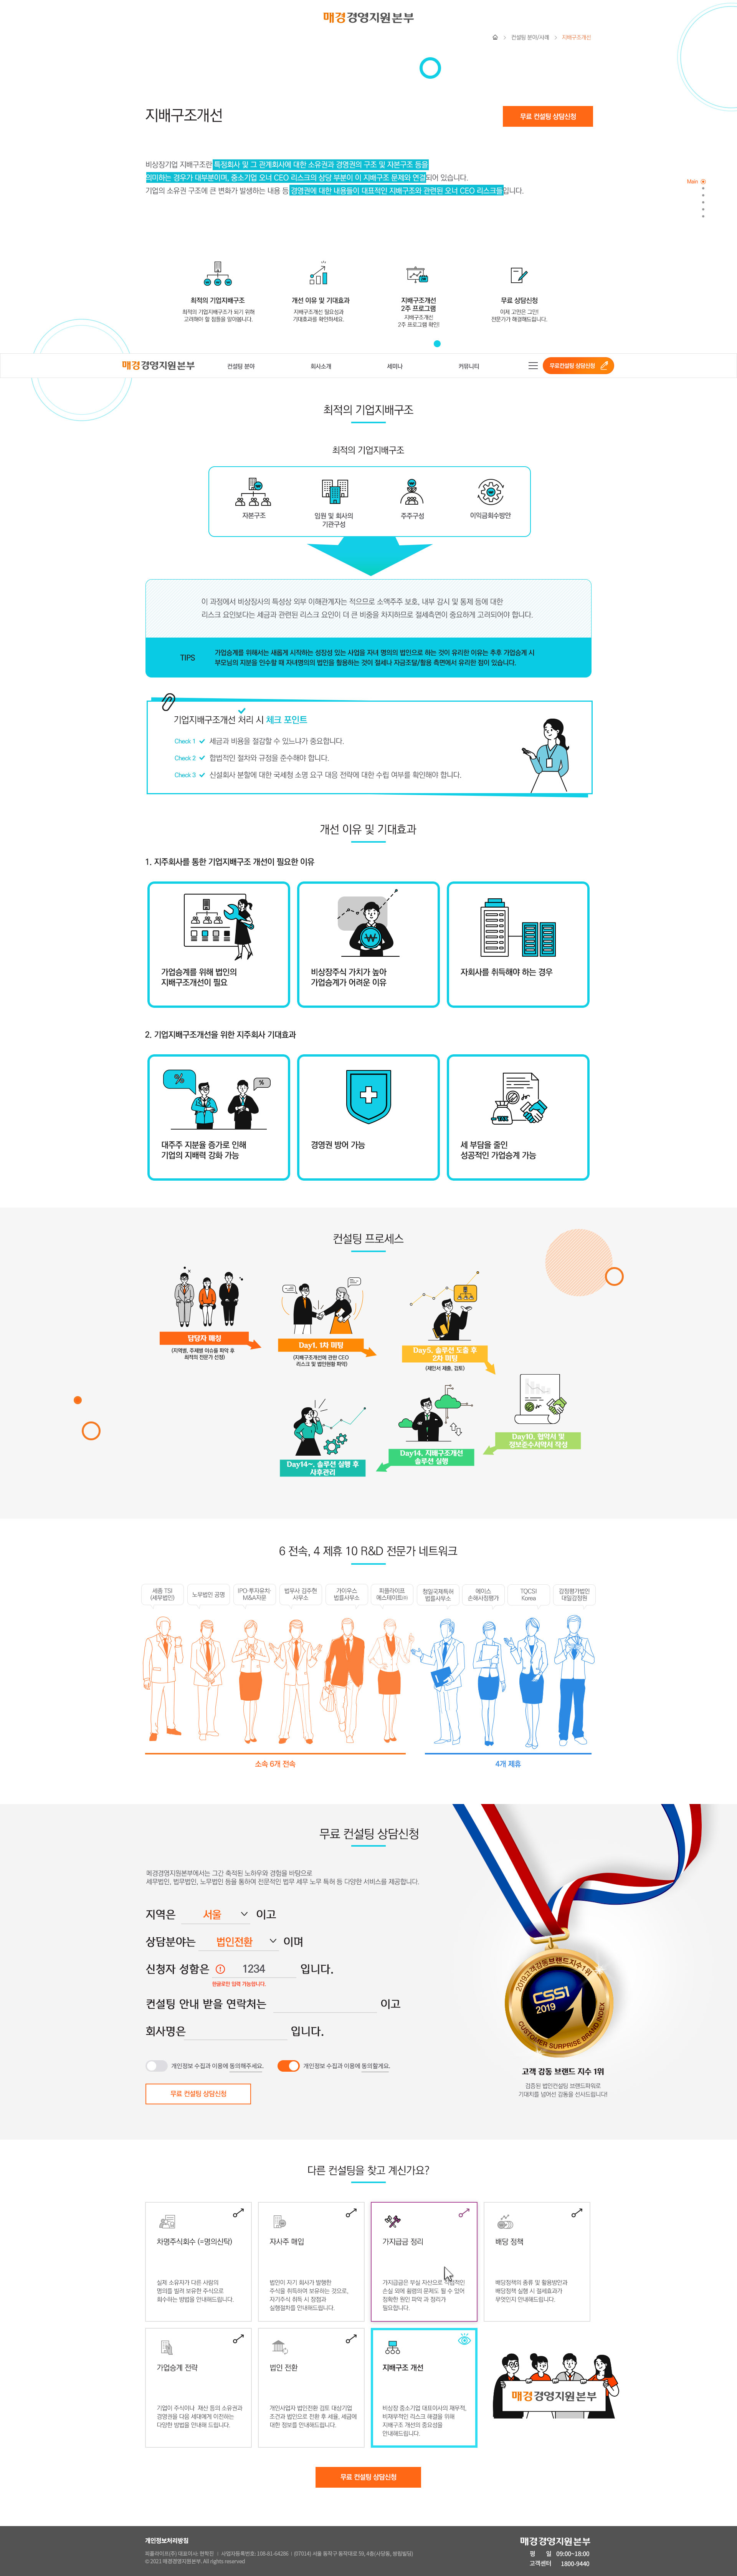 매경경영지원본부
컨설팅 분야/사례
지배구조개선
지배구조개선
무료 컨설팅 상담신청
비상장기업 지배구조란 특정회사 및 그 관계회사에 대한 소유권과 경영권의 구조 및 자본구조 등을
의미하는 경우가 대부분이며, 중소기업 오너 CEO 리스크의 상당 부분이 이 지배구조 문제와 연결되어 있습니다.
기업의 소유권 구조에 큰 변화가 발생하는 내용 등 경영권에 대한 내용들이 대표적인 지배구조와 관련된 오너 CEO 리스크들입니다.
Main
최적의 기업지배구조
최적의 기업지배구조가 되기 위해
고려해야 할 점들을 알아봅니다.
개선 이유 및 기대효과
지배구조개선 필요성과
기대효과를 확인하세요.
지배구조개선
2주 프로그램
지배구조개선
2주 프로그램 확인!
무료 상담신청
이제 고민은 그만!
전문가가 해결해드립니다.
매경경영지원본부
컨설팅 분야
회사소개
세미나
커뮤니티
무료컨설팅 상담신청
최적의 기업지배구조
최적의 기업지배구조
자본구조
임원 및 회사의
기관구성
주주구성
이익금회수방안
이 과정에서 비상장사의 특성상 외부 이해관계자는 적으므로 소액주주 보호, 내부 감시 및 통제 등에 대한
리스크 요인보다는 세금과 관련된 리스크 요인이 더 큰 비중을 차지하므로 절세측면이 중요하게 고려되어야 합니다.
TIPS
가업승계를 위해서는 새롭게 시작하는 성장성 있는 사업을 자녀 명의의 법인으로 하는 것이 유리한 이유는 추후 가업승계 시
부모님의 지분을 인수할 때 자녀명의의 법인을 활용하는 것이 절세나 자금조달/활용 측면에서 유리한 점이 있습니다.
기업지배구조개선 처리 시 체크 포인트
Check 1 세금과 비용을 절감할 수 있느냐가 중요합니다.
Check 2 합법적인 절차와 규정을 준수해야 합니다.
Check 3 신설회사 분할에 대한 국세청 소명 요구 대응 전략에 대한 수립 여부를 확인해야 합니다.
개선 이유 및 기대효과
1. 지주회사를 통한 기업지배구조 개선이 필요한 이유
가업승계를 위해 법인의
지배구조개선이 필요
비상장주식 가치가 높아
가업승계가 어려운 이유
자회사를 취득해야 하는 경우
2. 기업지배구조개선을 위한 지주회사 기대효과
%
%
대주주 지분율 증가로 인해
기업의 지배력 강화 가능
경영권 방어 가능
TAX
세 부담을 줄인
성공적인 가업승계 가능
컨설팅 프로세스
담당자 매칭
(지역별, 주제별 이슈를 파악 후
최적의 전문가 선정)
Day1. 1차 미팅
(지배구조개선에 관한 CEO
리스크 및 법인현황 파악)
Day5. 솔루션 도출 후
2차 미팅
(제안서 제출, 검토)
Day10. 협약서 및
정보준수서약서 작성
Day14. 지배구조개선
솔루션 실행
Day14~. 솔루션 실행 후
사후관리
6 전속, 4 제휴 10 R&D 전문가 네트워크
세종 TSI
(세무법인)
노무법인 공명
IPO·투자유치·
M&A자문
법무사 김주현
사무소
가이우스
법률사무소
피플라이프
에스테이트㈜
청일국제특허
법률사무소
에이스
손해사정평가
TQCSI
Korea
감정평가법인
대일감정원
소속 6개 전속
4개 제휴
무료 컨설팅 상담신청
매경경영지원본부에서는 그간 축적된 노하우와 경험을 바탕으로
세무법인, 법무법인, 노무법인 등을 통하여 전문적인 법무 세무 노무 특허 등 다양한 서비스를 제공합니다.
지역은 서울 이고
상담분야는 법인전환 이며
신청자 성함은 1234 입니다.
한글로만 입력 가능합니다.
컨설팅 안내 받을 연락처는 이고
회사명은 입니다.
개인정보 수집과 이용에 동의해주세요.
개인정보 수집과 이용에 동의할게요.
무료 컨설팅 상담신청
2019고객감동브랜드지수1위
CSSI
2019
CUSTOMER SURPRISE BRAND INDEX
고객 감동 브랜드 지수 1위
검증된 법인컨설팅 브랜드파워로
기대치를 넘어선 감동을 선사드립니다!
다른 컨설팅을 찾고 계신가요?
차명주식회수 (=명의신탁)
실제 소유자가 다른 사람의
명의를 빌려 보유한 주식으로
회수하는 방법을 안내해드립니다.
자사주 매입
법인이 자기 회사가 발행한
주식을 취득하여 보유하는 것으로,
자기주식 취득 시 장점과
실행절차를 안내해드립니다.
가지급금 정리
가지급금은 부실 자산으로 직접적인
손실 외에 횡령의 문제도 될 수 있어
정확한 원인 파악 과 정리가
필요합니다.
배당 정책
배당정책의 종류 및 활용방안과
배당정책 실행 시 절세효과가
무엇인지 안내해드립니다.
가업승계 전략
기업이 주식이나 재산 등의 소유권과
경영권을 다음 세대에게 이전하는
다양한 방법을 안내해 드립니다.
법인 전환
개인사업자 법인전환 검토 대상기업
조건과 법인으로 전환 후 세율, 세금에
대한 정보를 안내해드립니다.
지배구조 개선
비상장 중소기업 대표이사의 재무적,
비재무적인 리스크 해결을 위해
지배구조 개선의 중요성을
안내해드립니다.
매경경영지원본부
무료 컨설팅 상담신청
개인정보처리방침
피플라이프(주) 대표이사: 현학진 | 사업자등록번호: 108-81-64286 | (07014) 서울 동작구 동작대로 59, 4층(사당동, 쌍림빌딩)
© 2021 매경경영지원본부. All rights reserved
매경경영지원본부
평 일 09:00~18:00
고객센터 1800-9440